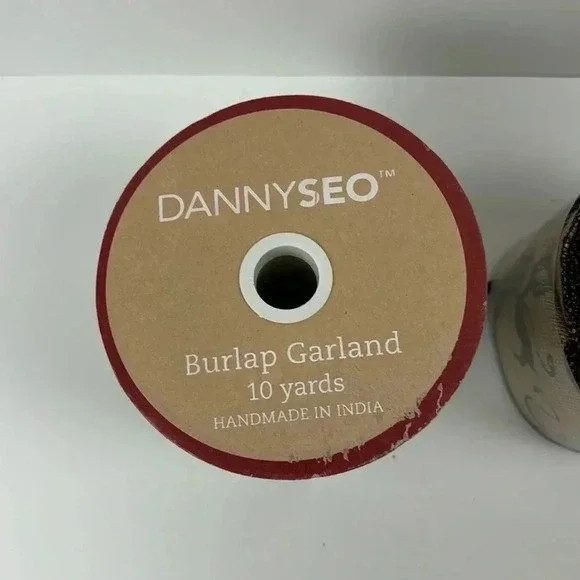 DANNYSEO™
Burlap Garland
10 yards
HANDMADE IN INDIA